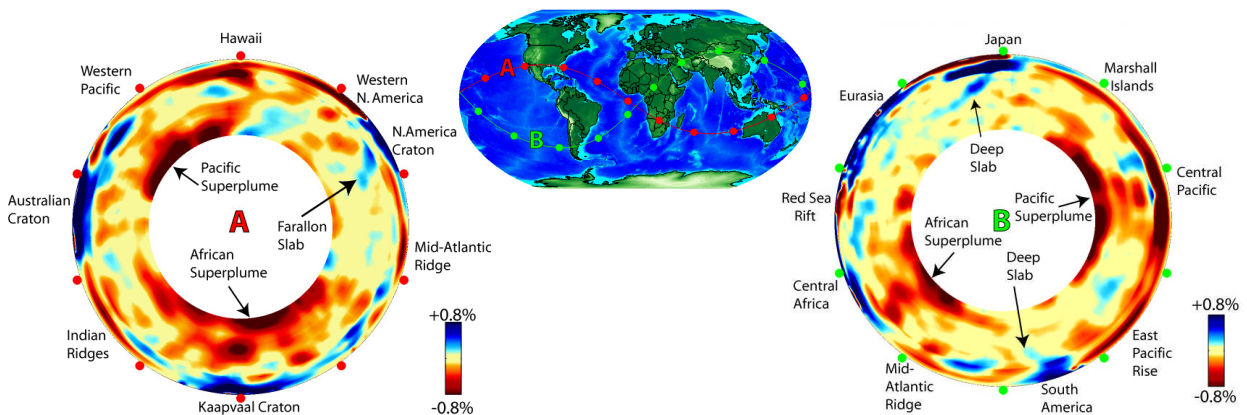 Hawaii
Western
Pacific
Western
N. America
N.America
Craton
Pacific
Superplume
Australian
Craton
A
Farallon
Slab
African
Superplume
Mid-Atlantic
Ridge
Indian
Ridges
Kaapvaal Craton
+0.8%
-0.8%
A
B
Japan
Marshall
Islands
Eurasia
Deep
Slab
Central
Pacific
Red Sea
Rift
Pacific
Superplume
African
Superplume
B
Deep
Slab
Central
Africa
East
Pacific
Rise
Mid-
Atlantic
Ridge
South
America
+0.8%
-0.8%